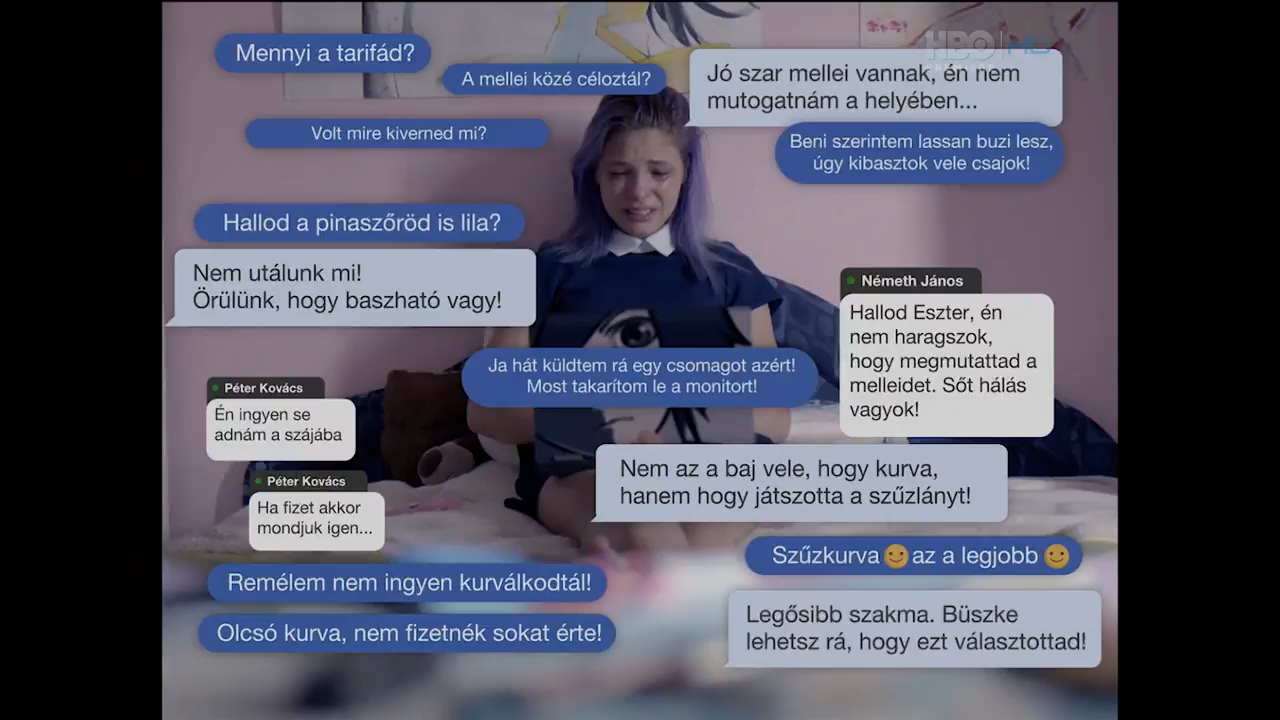 HBO HD
Mennyi a tarifád?
A mellei közé céloztál?
Jó szar mellei vannak, én nem
mutogatnám a helyében...
Volt mire kiverned mi?
Beni szerintem lassan buzi lesz,
úgy kibasztok vele csajok!
Hallod a pinaszőröd is lila?
Nem utálunk mi!
Örülünk, hogy baszható vagy!
Németh János
Hallod Eszter, én
nem haragszok,
hogy megmutattad a
melleidet. Sőt hálás
vagyok!
Ja hát küldtem rá egy csomagot azért!
Most takarítom le a monitort!
Péter Kovács
Én ingyen se
adnám a szájába
Nem az a baj vele, hogy kurva,
hanem hogy játszotta a szűzlányt!
Péter Kovács
Ha fizet akkor
mondjuk igen...
Szűzkurva 🙂 az a legjobb 🙂
Remélem nem ingyen kurválkodtál!
Legősibb szakma. Büszke
lehetsz rá, hogy ezt választottad!
Olcsó kurva, nem fizetnék sokat érte!